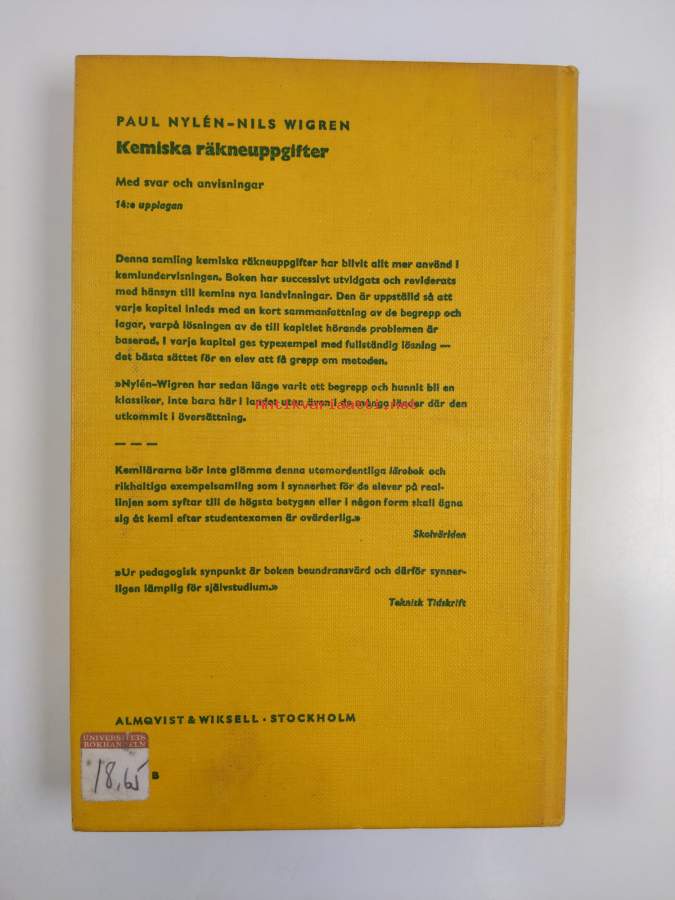 PAUL NYLÉN–NILS WIGREN
Kemiska räkneuppgifter
Med svar och anvisningar
14:e upplagan
Denna samling kemiska räkneuppgifter har blivit allt mer använd i
kemiundervisningen. Boken har successivt utvidgats och reviderats
med hänsyn till kemins nya landvinningar. Den är uppställd så att
varje kapitel inleds med en kort sammanfattning av de begrepp och
lagar, varpå lösningen av de till kapitlet hörande problemen är
baserad. I varje kapitel ges typexempel med fullständig lösning —
det bästa sättet för en elev att få grepp om metoden.
»Nylén–Wigren har sedan länge varit ett begrepp och hunnit bli en
klassiker, inte bara här i landet utan även i de många länder där den
Antikvariaatti.net
utkommit i översättning.
— — —
Kemilärarna bör inte glömma denna utomordentliga lärobok och
rikhaltiga exempelsamling som i synnerhet för de elever på real-
linjen som syftar till de högsta betygen eller i någon form skall ägna
sig åt kemi efter studentexamen är ovärderlig.»
Skolvärlden
»Ur pedagogisk synpunkt är boken beundransvärd och därför synner-
ligen lämplig för självstudium.»
Teknisk Tidskrift
ALMQVIST & WIKSELL · STOCKHOLM
UNIVERSITETS
BOKHANDELN
18,65
B